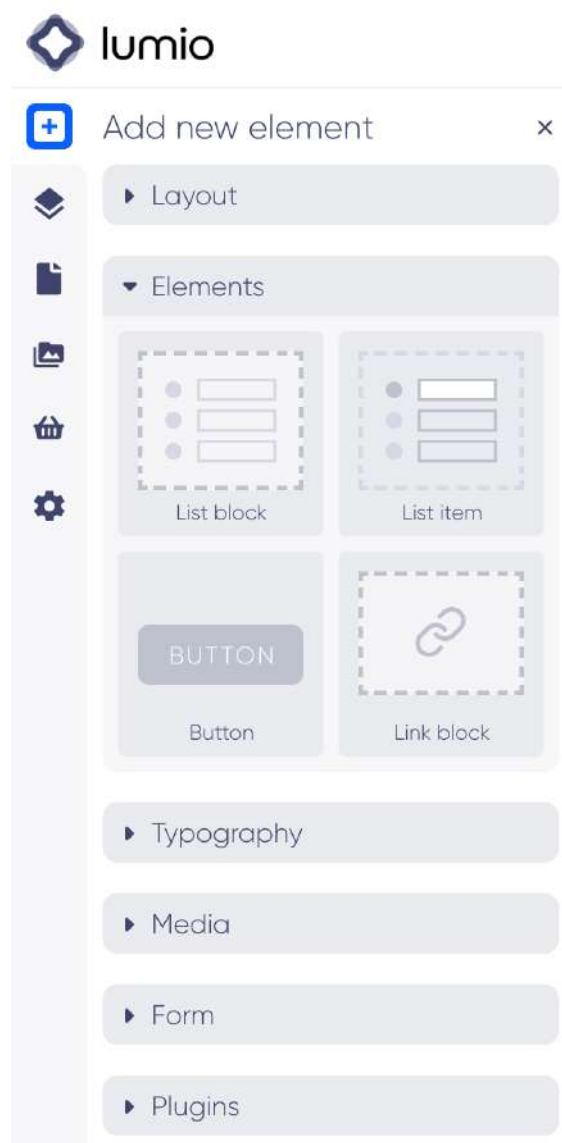 lumio
Add new element
Layout
Elements
List block
List item
BUTTON
Button
Link block
Typography
Media
Form
Plugins